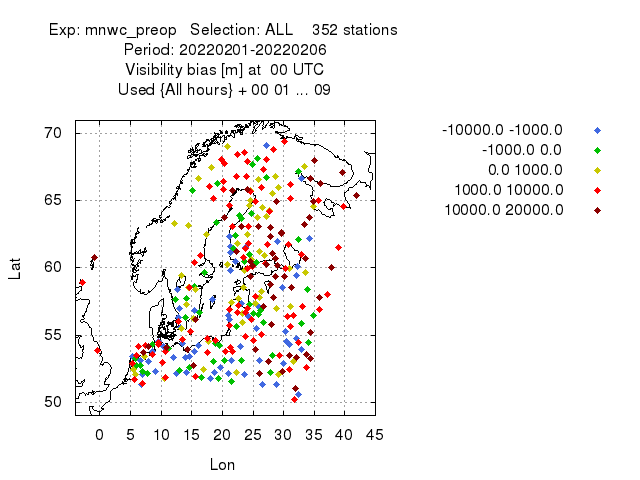 Exp: mnwc_preop   Selection: ALL    352 stations
Period: 20220201-20220206
Visibility bias [m] at  00 UTC
Used {All hours} + 00 01 ... 09
-10000.0 -1000.0
-1000.0 0.0
0.0 1000.0
1000.0 10000.0
10000.0 20000.0
70
65
60
55
50
Lat
0 5 10 15 20 25 30 35 40 45
Lon